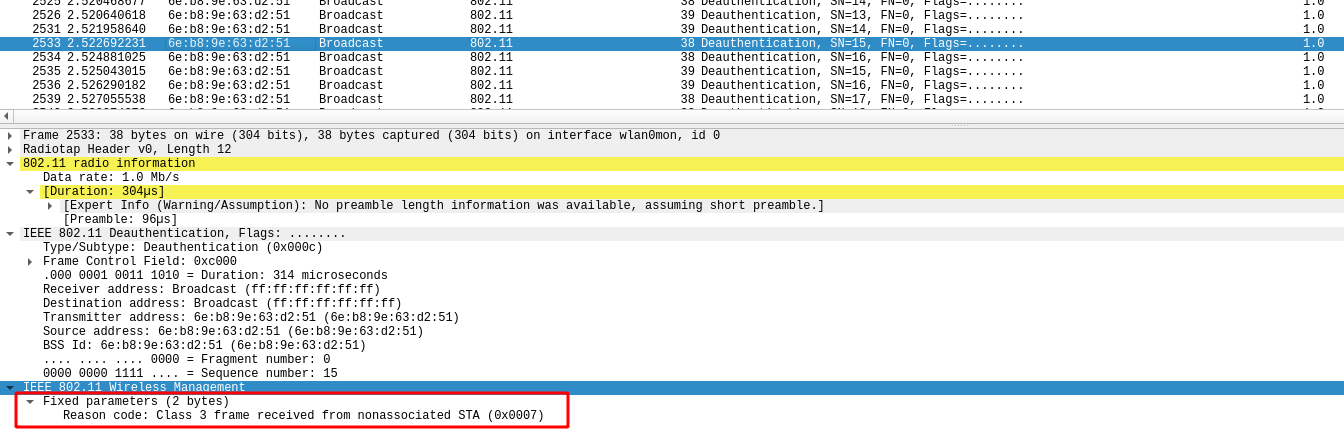 2525 2.520468677 6e:b8:9e:63:d2:51 Broadcast 802.11 38 Deauthentication, SN=14, FN=0, Flags=........ 1.0
2526 2.520640618 6e:b8:9e:63:d2:51 Broadcast 802.11 39 Deauthentication, SN=13, FN=0, Flags=........ 1.0
2531 2.521958640 6e:b8:9e:63:d2:51 Broadcast 802.11 39 Deauthentication, SN=14, FN=0, Flags=........ 1.0
2533 2.522692231 6e:b8:9e:63:d2:51 Broadcast 802.11 38 Deauthentication, SN=15, FN=0, Flags=........ 1.0
2534 2.524881025 6e:b8:9e:63:d2:51 Broadcast 802.11 38 Deauthentication, SN=16, FN=0, Flags=........ 1.0
2535 2.525043015 6e:b8:9e:63:d2:51 Broadcast 802.11 39 Deauthentication, SN=15, FN=0, Flags=........ 1.0
2536 2.526290182 6e:b8:9e:63:d2:51 Broadcast 802.11 39 Deauthentication, SN=16, FN=0, Flags=........ 1.0
2539 2.527055538 6e:b8:9e:63:d2:51 Broadcast 802.11 38 Deauthentication, SN=17, FN=0, Flags=........ 1.0
Frame 2533: 38 bytes on wire (304 bits), 38 bytes captured (304 bits) on interface wlan0mon, id 0
Radiotap Header v0, Length 12
802.11 radio information
Data rate: 1.0 Mb/s
[Duration: 304µs]
[Expert Info (Warning/Assumption): No preamble length information was available, assuming short preamble.]
[Preamble: 96µs]
IEEE 802.11 Deauthentication, Flags: ........
Type/Subtype: Deauthentication (0x000c)
Frame Control Field: 0xc000
.000 0001 0011 1010 = Duration: 314 microseconds
Receiver address: Broadcast (ff:ff:ff:ff:ff:ff)
Destination address: Broadcast (ff:ff:ff:ff:ff:ff)
Transmitter address: 6e:b8:9e:63:d2:51 (6e:b8:9e:63:d2:51)
Source address: 6e:b8:9e:63:d2:51 (6e:b8:9e:63:d2:51)
BSS Id: 6e:b8:9e:63:d2:51 (6e:b8:9e:63:d2:51)
.... .... .... 0000 = Fragment number: 0
0000 0000 1111 .... = Sequence number: 15
IEEE 802.11 Wireless Management
Fixed parameters (2 bytes)
Reason code: Class 3 frame received from nonassociated STA (0x0007)